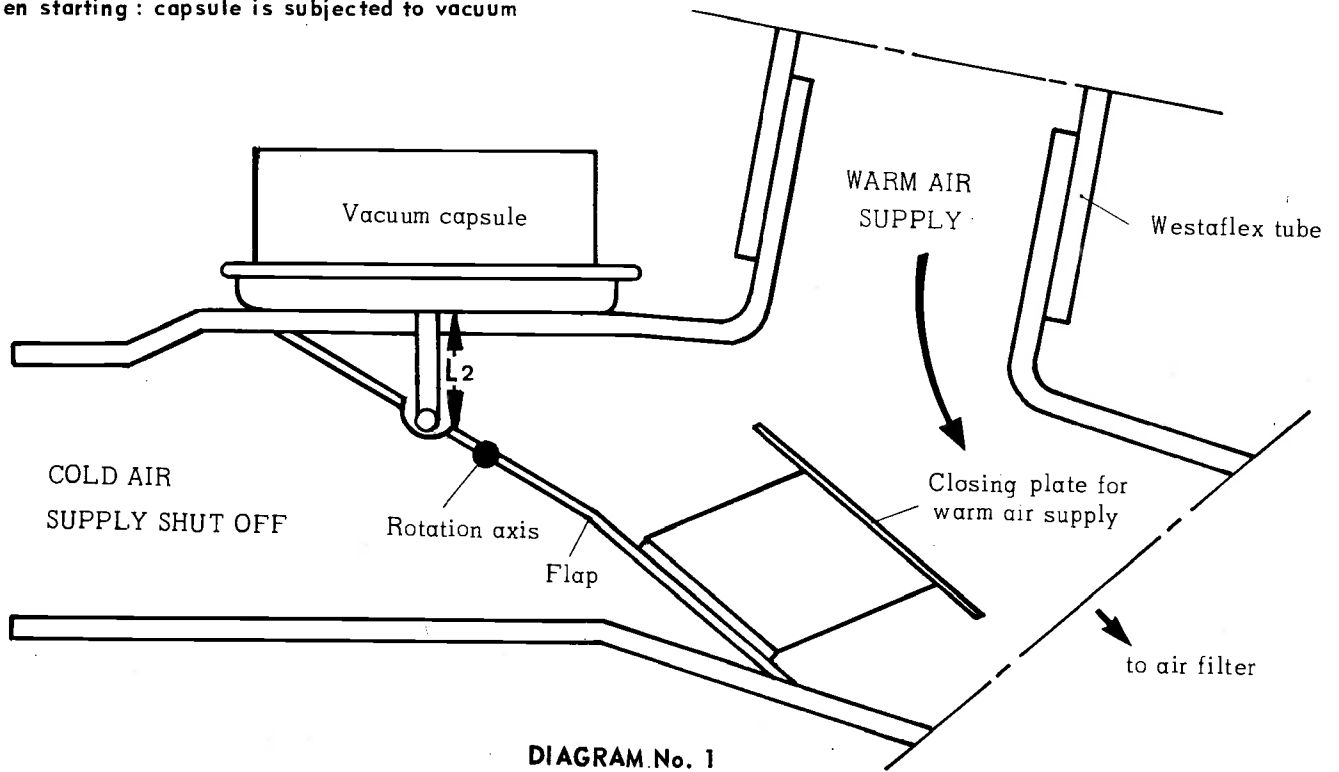 en starting : capsule is subjected to vacuum
WARM AIR
SUPPLY
Vacuum capsule
Westaflex tube
L2
COLD AIR
SUPPLY SHUT OFF
Rotation axis
Flap
Closing plate for
warm air supply
to air filter
DIAGRAM No. 1